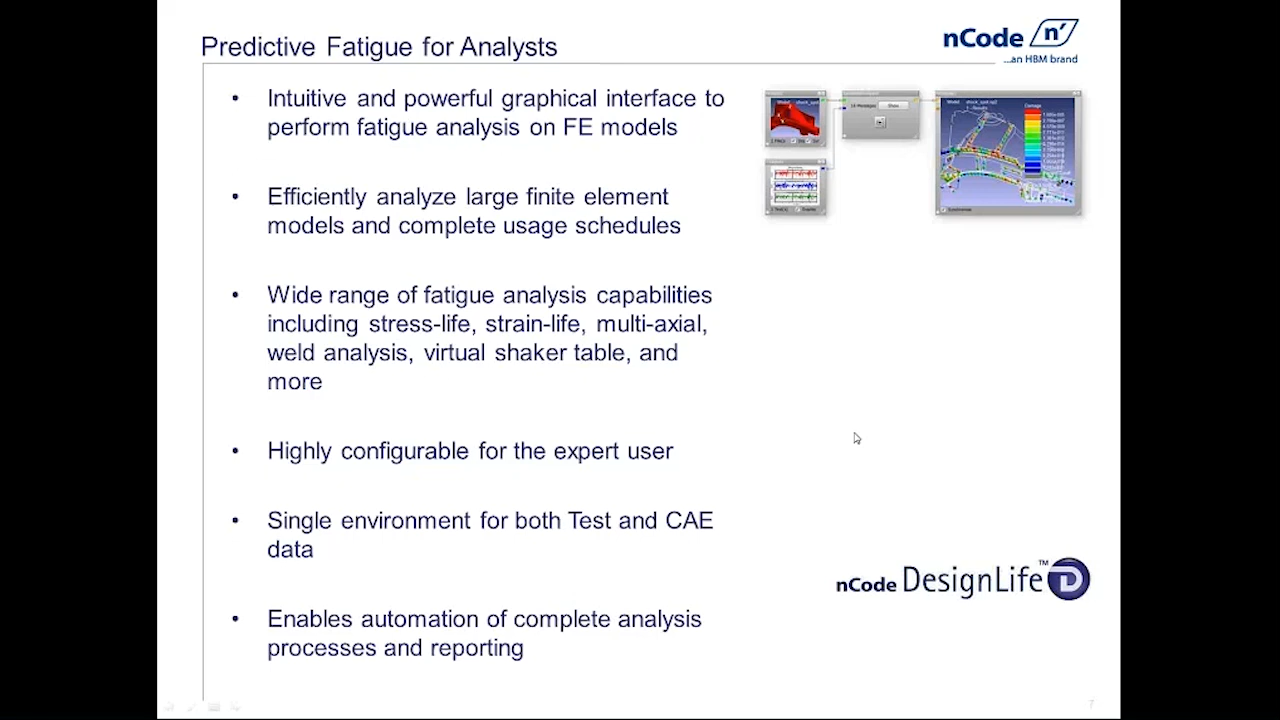 Predictive Fatigue for Analysts
nCode n'
...an HBM brand
• Intuitive and powerful graphical interface to
perform fatigue analysis on FE models
• Efficiently analyze large finite element
models and complete usage schedules
• Wide range of fatigue analysis capabilities
including stress-life, strain-life, multi-axial,
weld analysis, virtual shaker table, and
more
• Highly configurable for the expert user
• Single environment for both Test and CAE
data
• Enables automation of complete analysis
processes and reporting
Damage
nCode DesignLife™ D
7